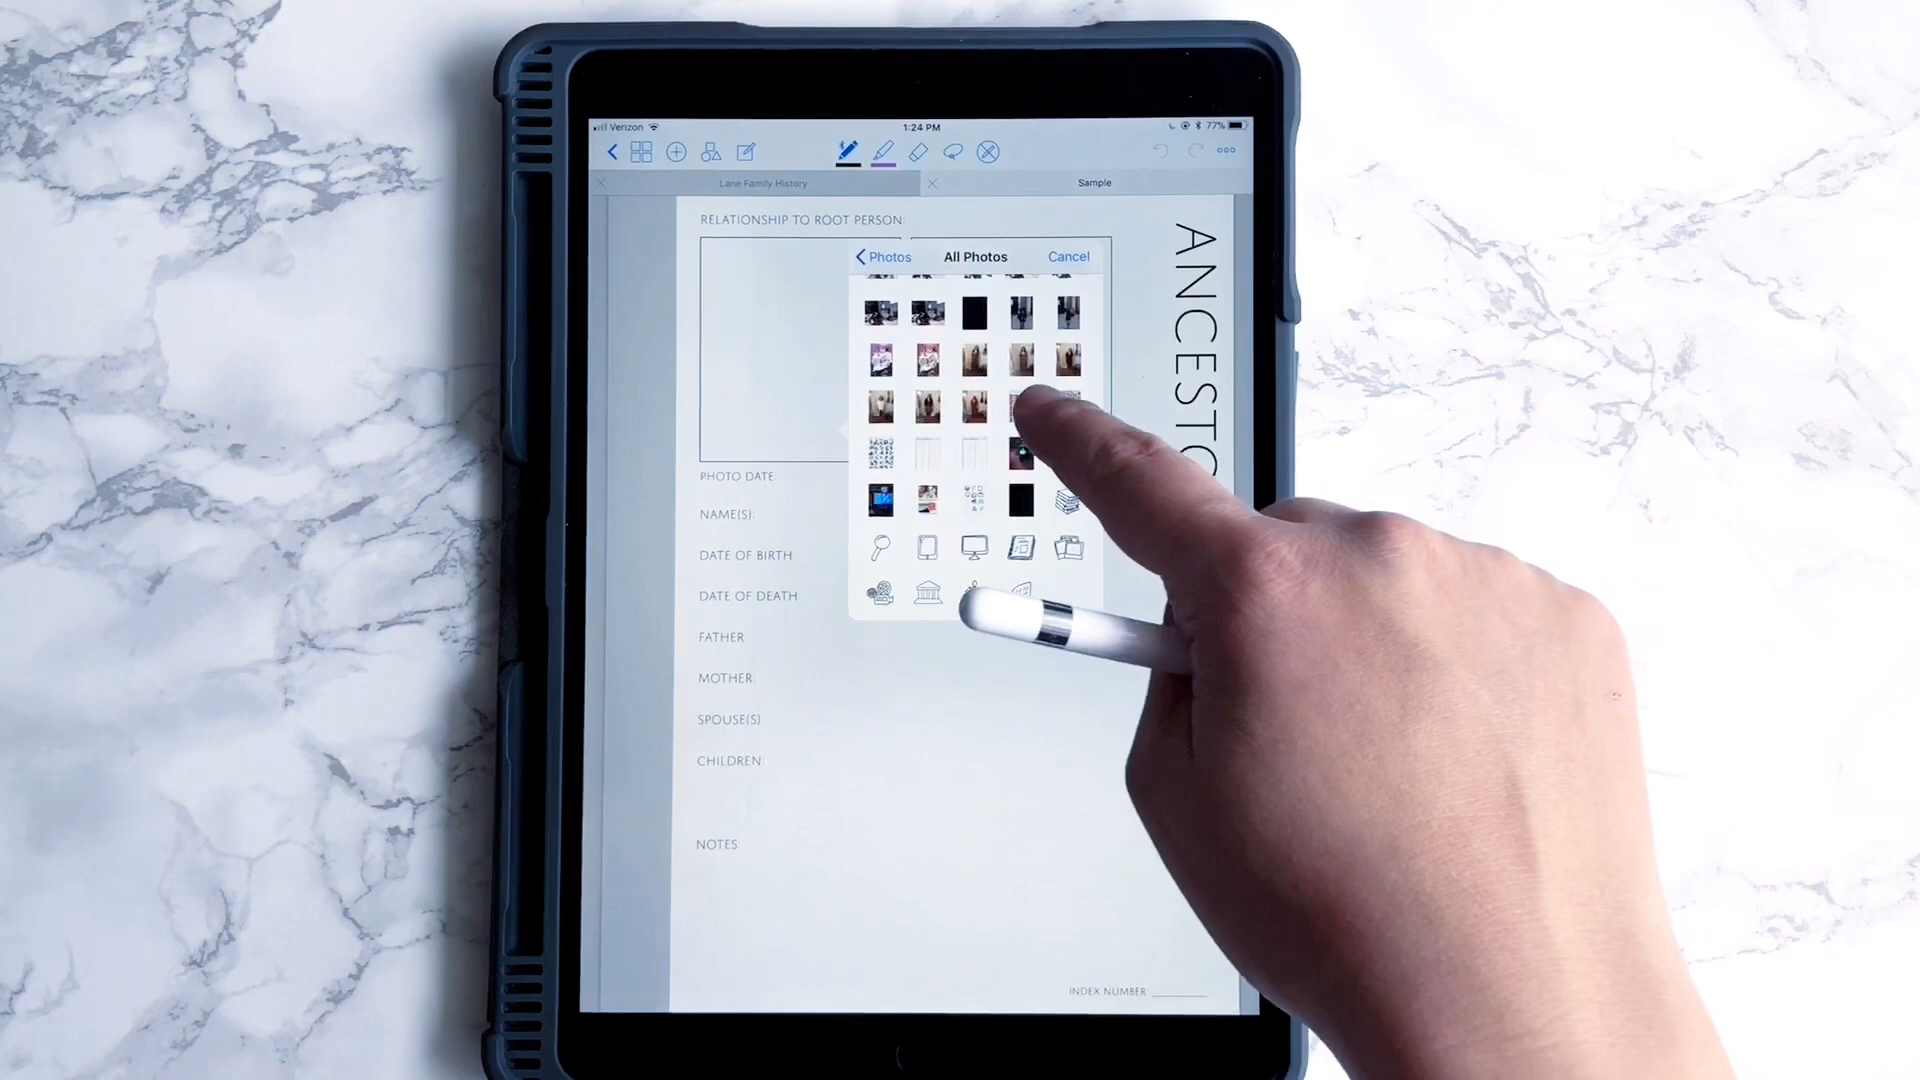 Verizon
1:24 PM
77%
Lane Family History
Sample
RELATIONSHIP TO ROOT PERSON:
Photos
All Photos
Cancel
ANCESTO
PHOTO DATE:
NAME(S):
DATE OF BIRTH
DATE OF DEATH
FATHER
MOTHER:
SPOUSE(S)
CHILDREN:
NOTES
INDEX NUMBER